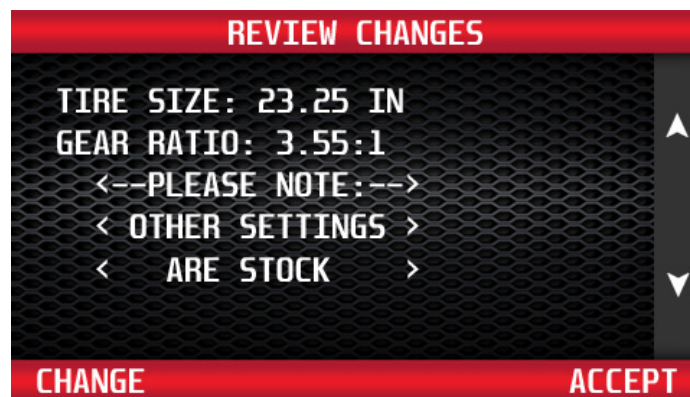 REVIEW CHANGES
TIRE SIZE: 23.25 IN
GEAR RATIO: 3.55:1
<--PLEASE NOTE:-->
< OTHER SETTINGS >
< ARE STOCK >
CHANGE ACCEPT